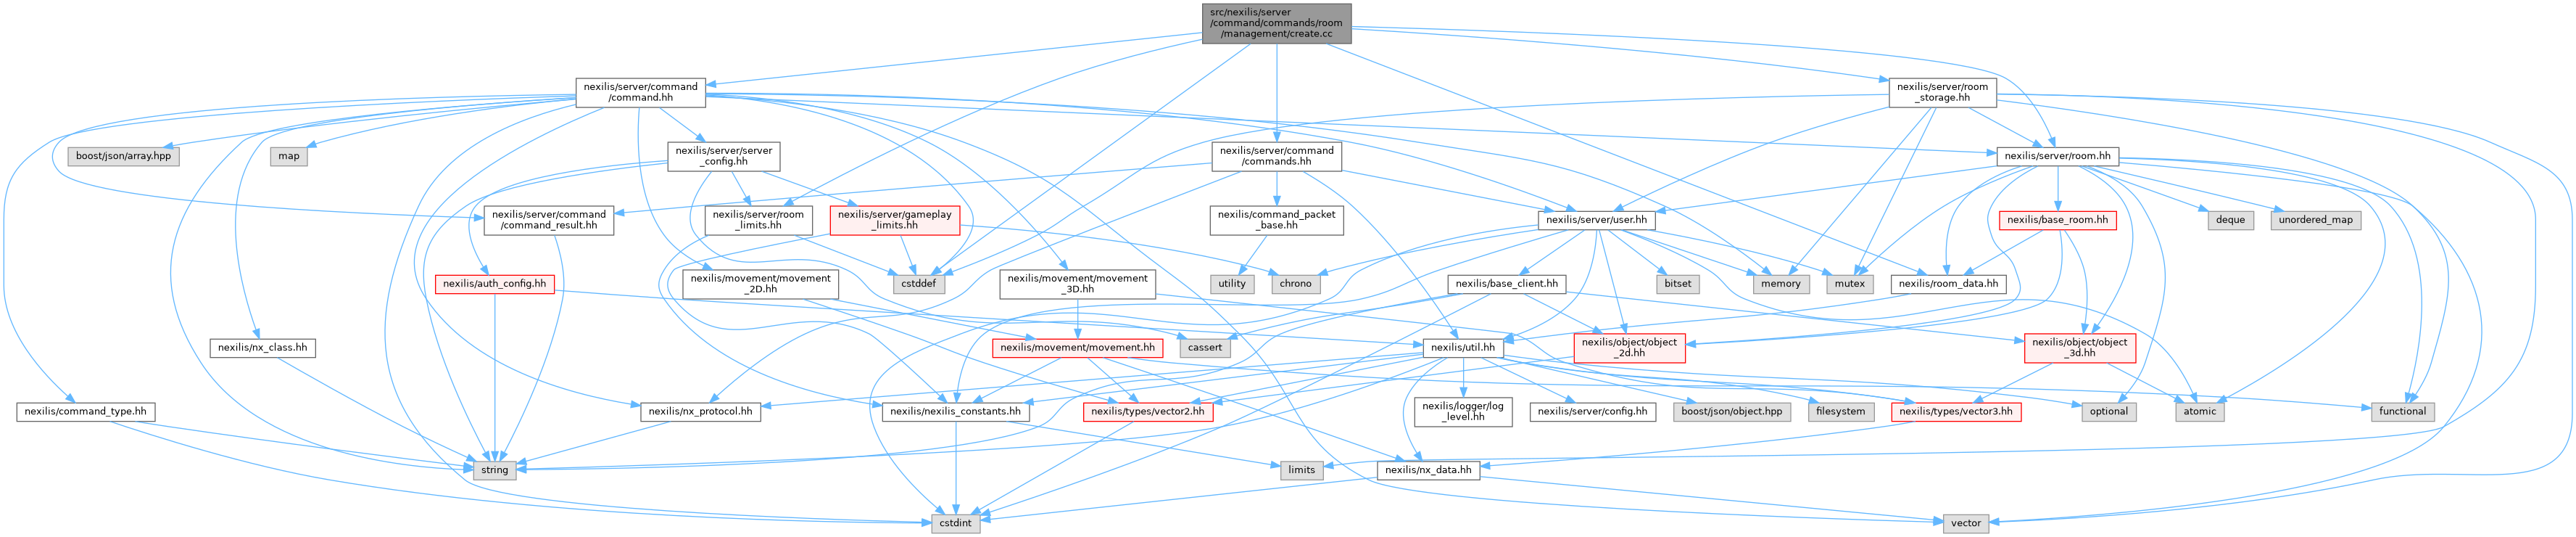 src/nexilis/server
/command/commands/room
/management/create.cc
nexilis/server/command
/command.hh
nexilis/server/room
_storage.hh
boost/json/array.hpp
map
nexilis/server/server
_config.hh
nexilis/server/command
/commands.hh
nexilis/server/room.hh
nexilis/server/command
/command_result.hh
nexilis/server/room
_limits.hh
nexilis/server/gameplay
_limits.hh
nexilis/command_packet
_base.hh
nexilis/server/user.hh
nexilis/base_room.hh
deque
unordered_map
nexilis/auth_config.hh
nexilis/movement/movement
_2D.hh
cstddef
nexilis/movement/movement
_3D.hh
utility
chrono
nexilis/base_client.hh
bitset
memory
mutex
nexilis/room_data.hh
nexilis/nx_class.hh
nexilis/movement/movement.hh
cassert
nexilis/util.hh
nexilis/object/object
_2d.hh
nexilis/object/object
_3d.hh
nexilis/command_type.hh
nexilis/nx_protocol.hh
nexilis/nexilis_constants.hh
nexilis/types/vector2.hh
nexilis/logger/log
_level.hh
nexilis/server/config.hh
boost/json/object.hpp
filesystem
nexilis/types/vector3.hh
optional
atomic
functional
string
limits
nexilis/nx_data.hh
cstdint
vector